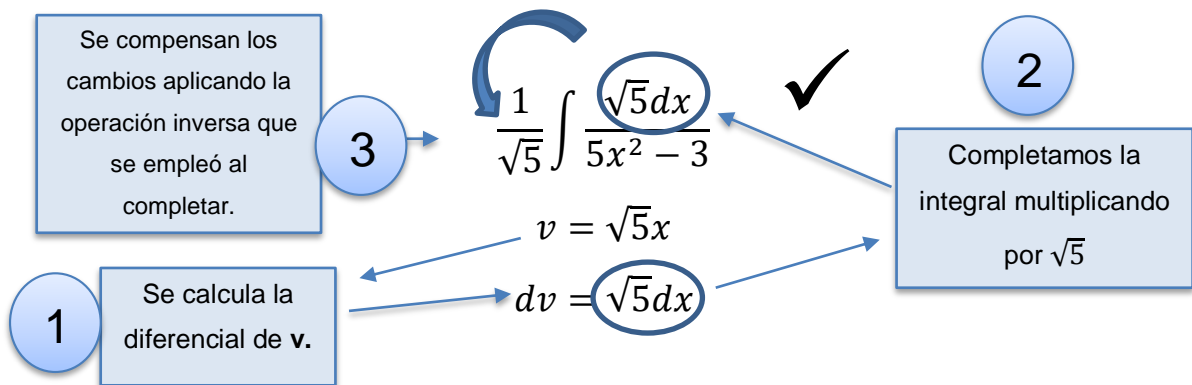 Se compensan los
cambios aplicando la
operación inversa que
se empleó al
completar.
3
1/√5 ∫ √5dx / 5x² − 3
✓
2
Completamos la
integral multiplicando
por √5
v = √5x
1
Se calcula la
diferencial de v.
dv = √5dx